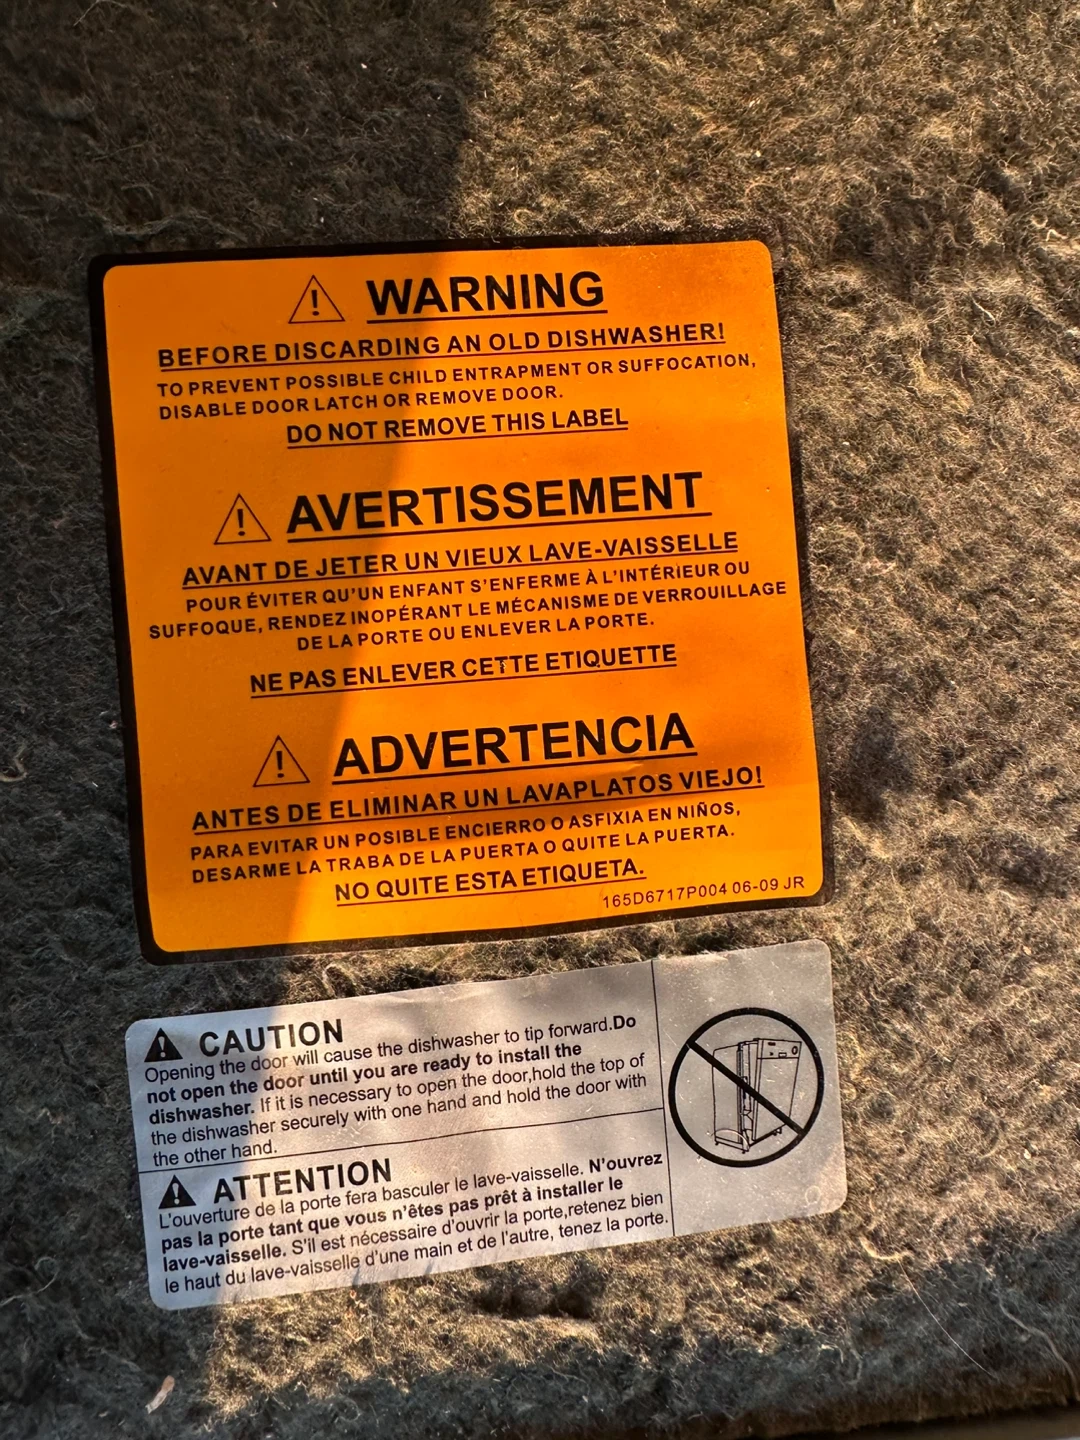 WARNING
BEFORE DISCARDING AN OLD DISHWASHER!
TO PREVENT POSSIBLE CHILD ENTRAPMENT OR SUFFOCATION,
DISABLE DOOR LATCH OR REMOVE DOOR.
DO NOT REMOVE THIS LABEL
AVERTISSEMENT
AVANT DE JETER UN VIEUX LAVE-VAISSELLE
POUR ÉVITER QU'UN ENFANT S'ENFERME À L'INTÉRIEUR OU
SUFFOQUE, RENDEZ INOPÉRANT LE MÉCANISME DE VERROUILLAGE
DE LA PORTE OU ENLEVER LA PORTE.
NE PAS ENLEVER CETTE ETIQUETTE
ADVERTENCIA
ANTES DE ELIMINAR UN LAVAPLATOS VIEJO!
PARA EVITAR UN POSIBLE ENCIERRO O ASFIXIA EN NIÑOS,
DESARME LA TRABA DE LA PUERTA O QUITE LA PUERTA.
NO QUITE ESTA ETIQUETA.
165D6717P004 06-09 JR
CAUTION
Opening the door will cause the dishwasher to tip forward.Do
not open the door until you are ready to install the
dishwasher. If it is necessary to open the door,hold the top of
the dishwasher securely with one hand and hold the door with
the other hand.
ATTENTION
L'ouverture de la porte fera basculer le lave-vaisselle. N'ouvrez
pas la porte tant que vous n'êtes pas prêt à installer le
lave-vaisselle. S'il est nécessaire d'ouvrir la porte,retenez bien
le haut du lave-vaisselle d'une main et de l'autre, tenez la porte.